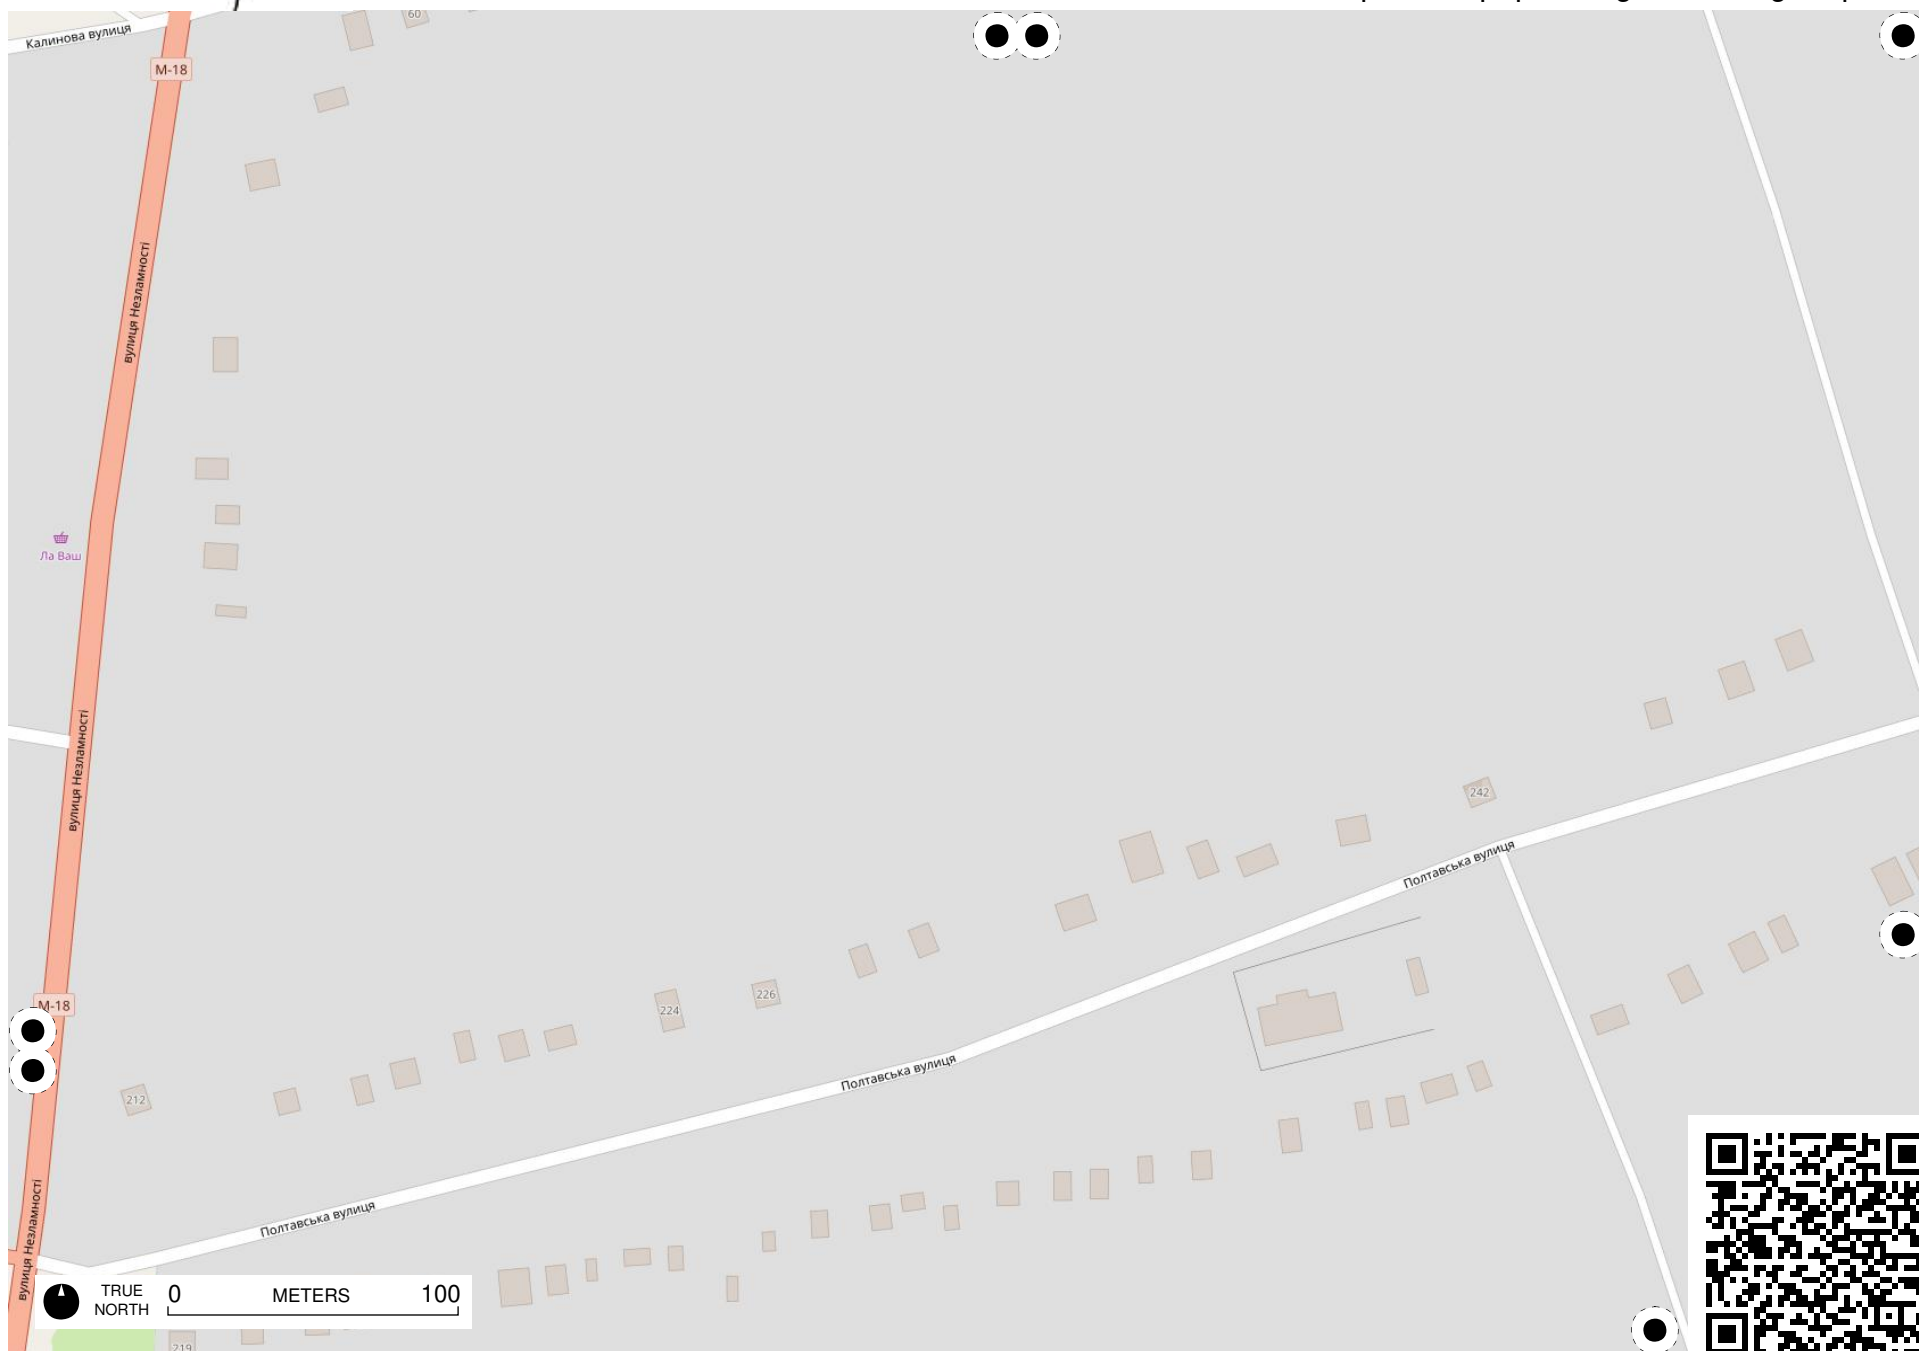 Калинова вулиця
60
М-18
вулиця Незламності
Ла Ваш
вулиця Незламності
242
Полтавська вулиця
М-18
224
226
Полтавська вулиця
212
вулиця Незламності
Полтавська вулиця
TRUE NORTH
0 METERS 100
219